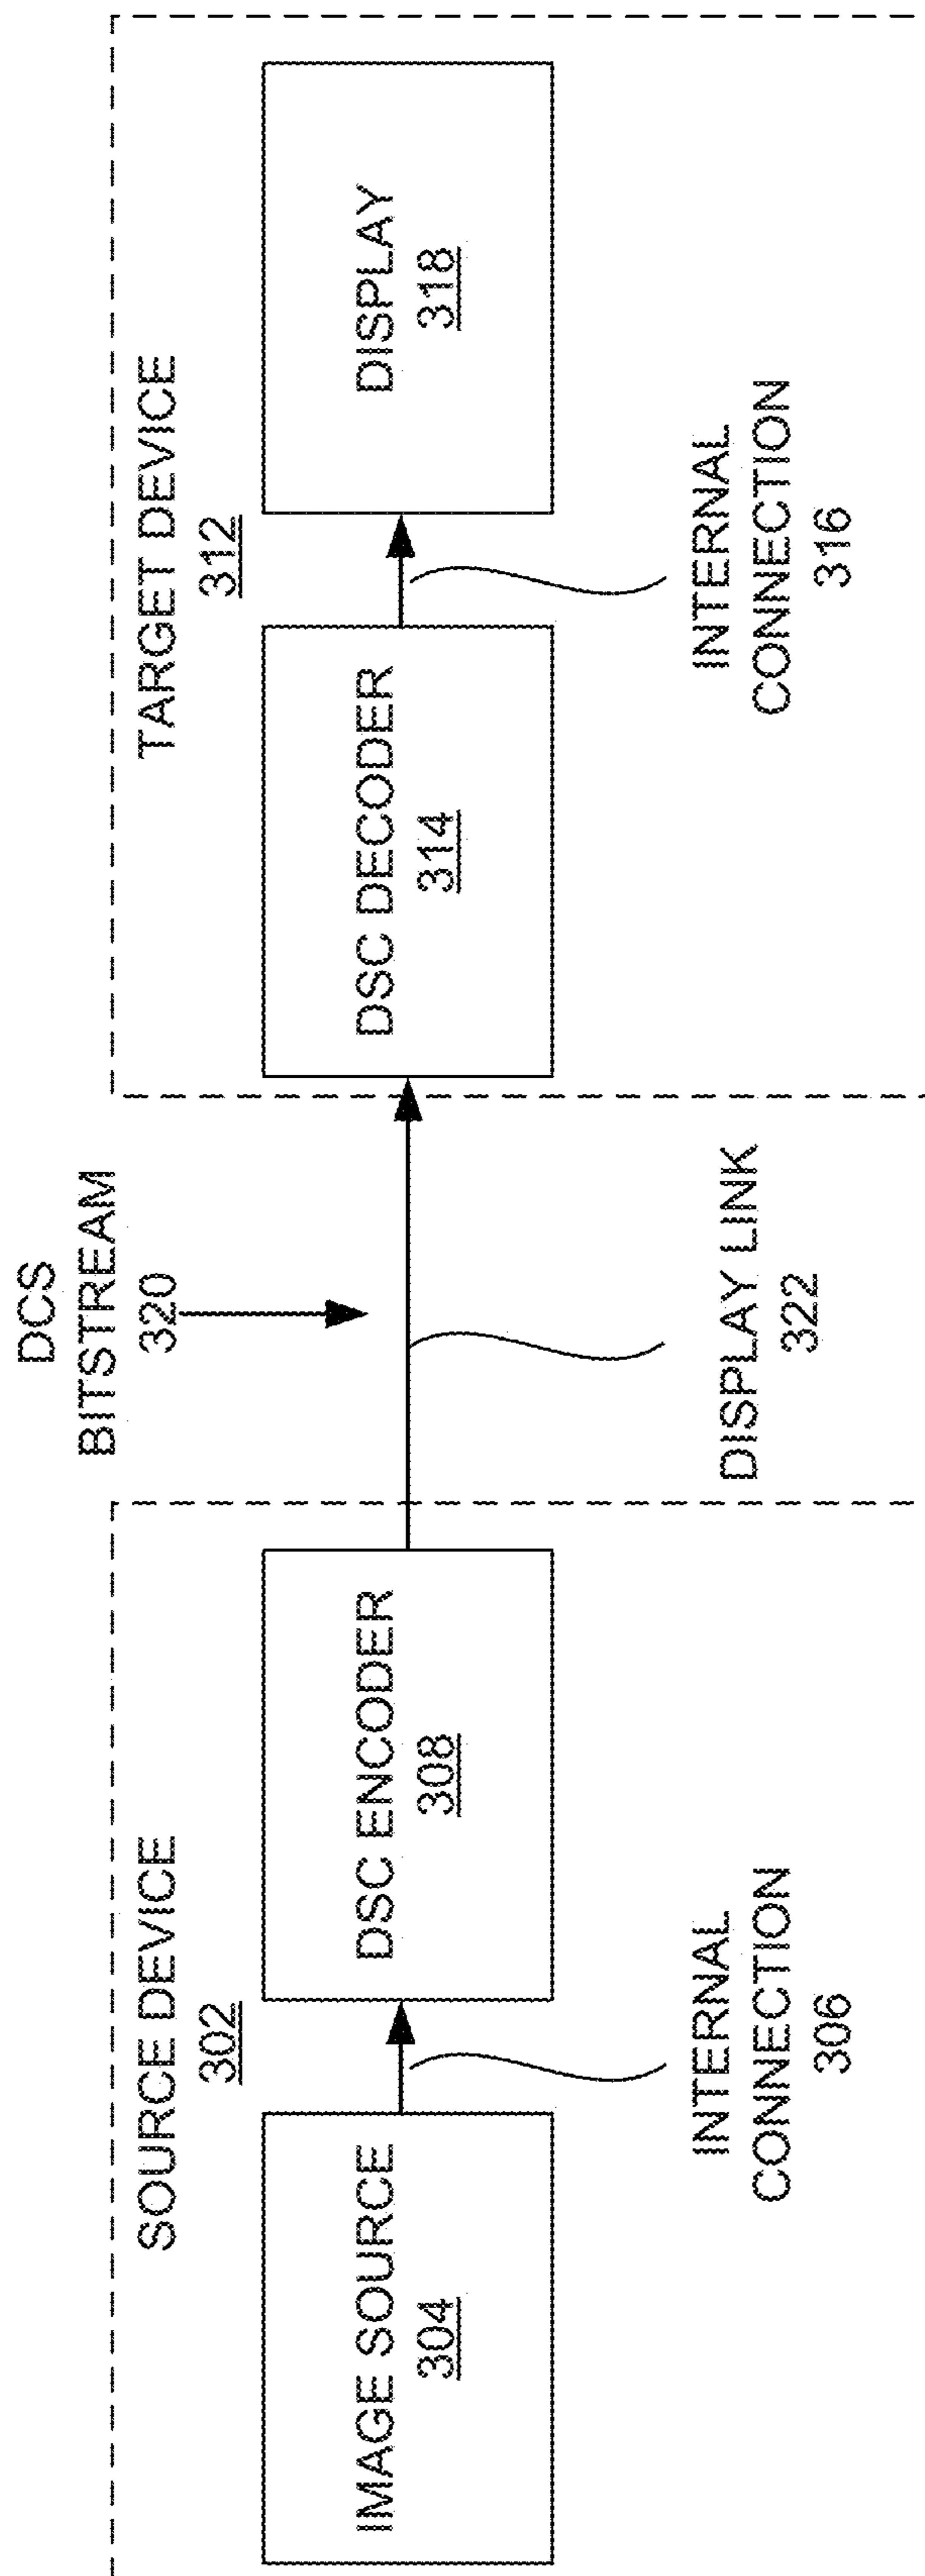 SOURCE DEVICE
302
IMAGE SOURCE
304
DSC ENCODER
308
INTERNAL
CONNECTION
306
DCS
BITSTREAM
320
DISPLAY LINK
322
TARGET DEVICE
312
DSC DECODER
314
DISPLAY
318
INTERNAL
CONNECTION
316